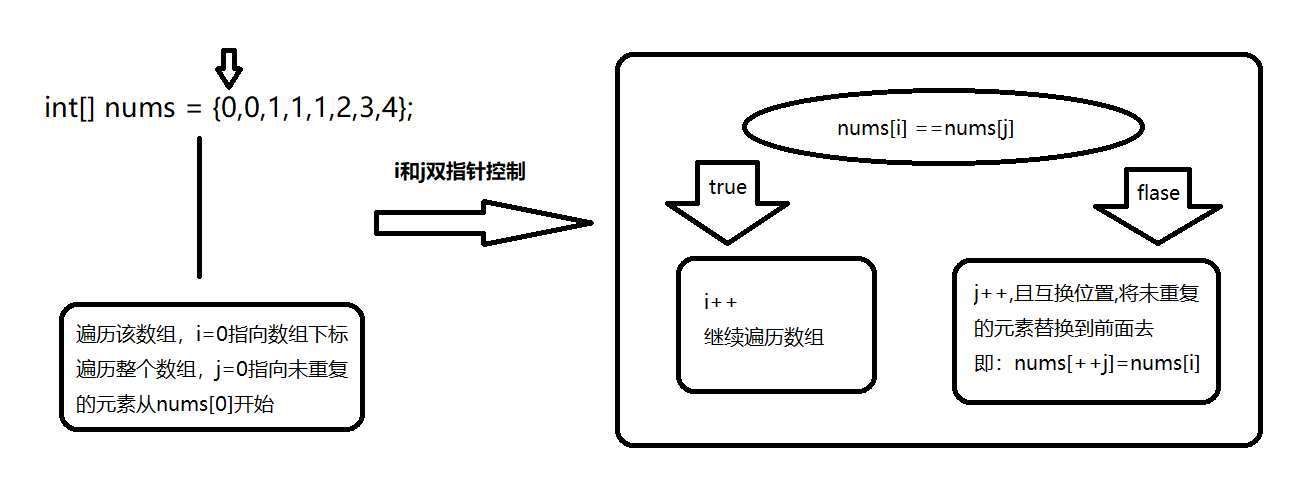 int[] nums = {0,0,1,1,1,2,3,4};
遍历该数组，i=0指向数组下标
遍历整个数组，j=0指向未重复
的元素从nums[0]开始
i和j双指针控制
nums[i] ==nums[j]
true
flase
i++
继续遍历数组
j++,且互换位置,将未重复
的元素替换到前面去
即：nums[++j]=nums[i]